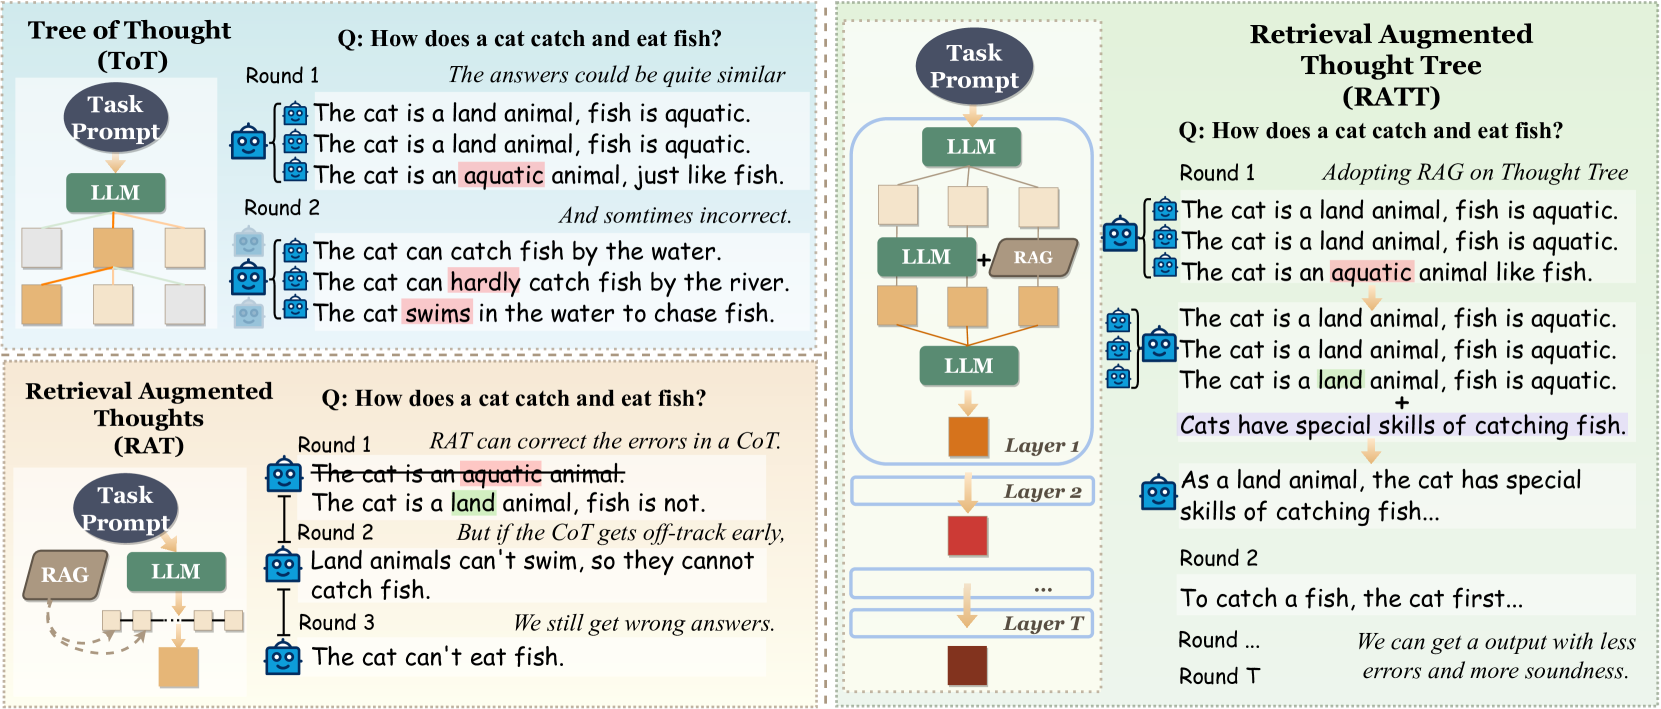 Tree of Thought
(ToT)
Task
Prompt
LLM
Q: How does a cat catch and eat fish?
Round 1
The answers could be quite similar
The cat is a land animal, fish is aquatic.
The cat is a land animal, fish is aquatic.
The cat is an aquatic animal, just like fish.
Round 2
And somtimes incorrect.
The cat can catch fish by the water.
The cat can hardly catch fish by the river.
The cat swims in the water to chase fish.
Retrieval Augmented
Thoughts
(RAT)
Task
Prompt
RAG
LLM
Q: How does a cat catch and eat fish?
Round 1
RAT can correct the errors in a CoT.
The cat is an aquatic animal.
The cat is a land animal, fish is not.
Round 2
But if the CoT gets off-track early,
Land animals can't swim, so they cannot
catch fish.
Round 3
We still get wrong answers.
The cat can't eat fish.
Task
Prompt
LLM
LLM
+
RAG
LLM
Layer 1
Layer 2
...
Layer T
Retrieval Augmented
Thought Tree
(RATT)
Q: How does a cat catch and eat fish?
Round 1
Adopting RAG on Thought Tree
The cat is a land animal, fish is aquatic.
The cat is a land animal, fish is aquatic.
The cat is an aquatic animal like fish.
The cat is a land animal, fish is aquatic.
The cat is a land animal, fish is aquatic.
The cat is a land animal, fish is aquatic.
+
Cats have special skills of catching fish.
As a land animal, the cat has special
skills of catching fish...
Round 2
To catch a fish, the cat first...
Round ...
Round T
We can get a output with less
errors and more soundness.